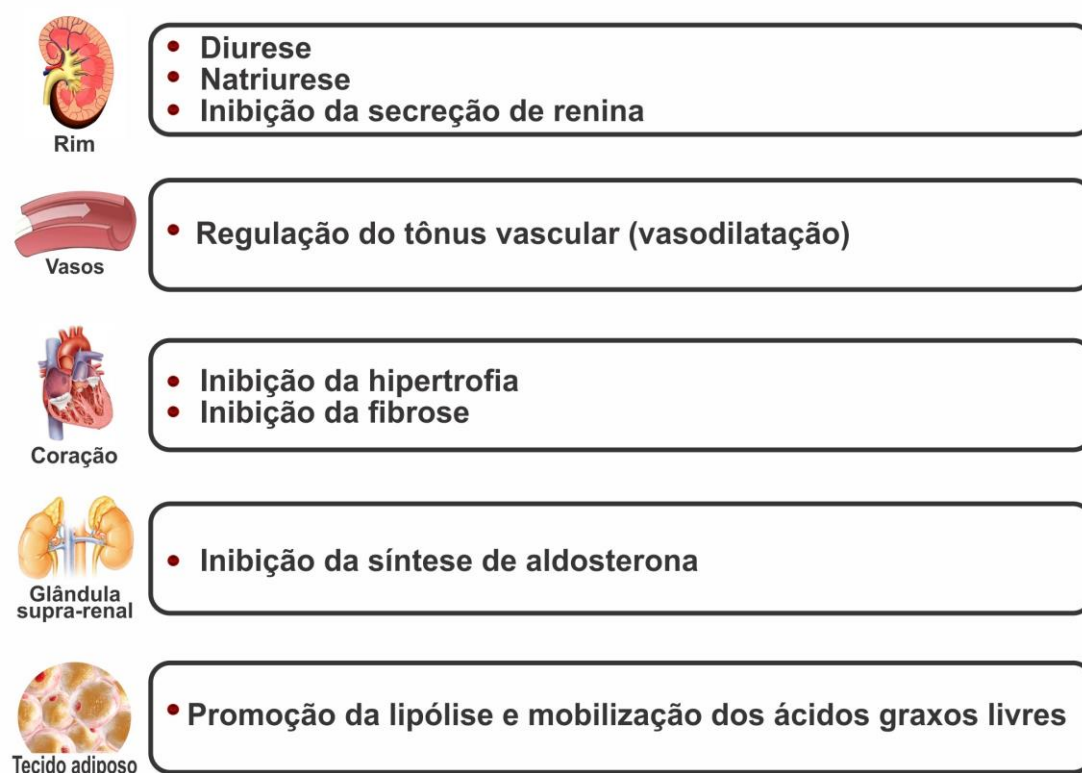 Rim
• Diurese
• Natriurese
• Inibição da secreção de renina
Vasos
• Regulação do tônus vascular (vasodilatação)
Coração
• Inibição da hipertrofia
• Inibição da fibrose
Glândula
supra-renal
• Inibição da síntese de aldosterona
Tecido adiposo
• Promoção da lipólise e mobilização dos ácidos graxos livres